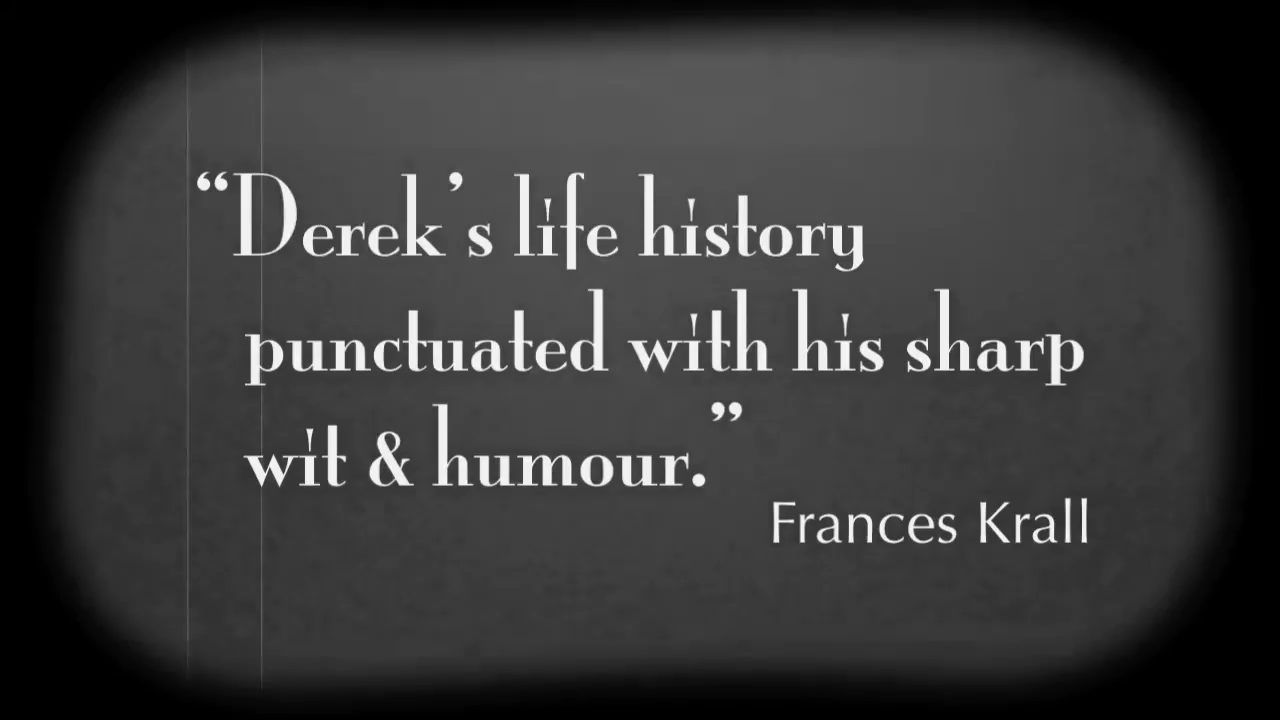 “Derek’s life history
punctuated with his sharp
wit & humour.”
Frances Krall